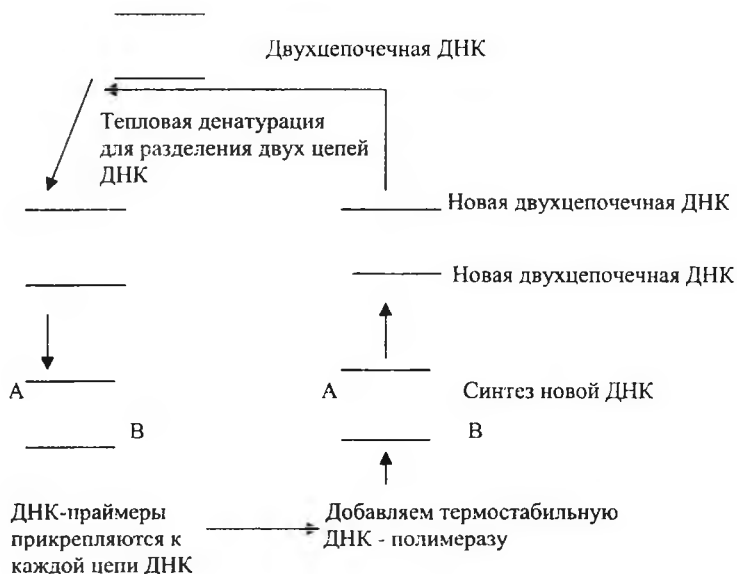 Двухцепочечная ДНК
Тепловая денатурация
для разделения двух цепей
ДНК
Новая двухцепочечная ДНК
Новая двухцепочечная ДНК
А
В
А
Синтез новой ДНК
В
ДНК-праймеры
прикрепляются к
каждой цепи ДНК
Добавляем термостабильную
ДНК - полимеразу